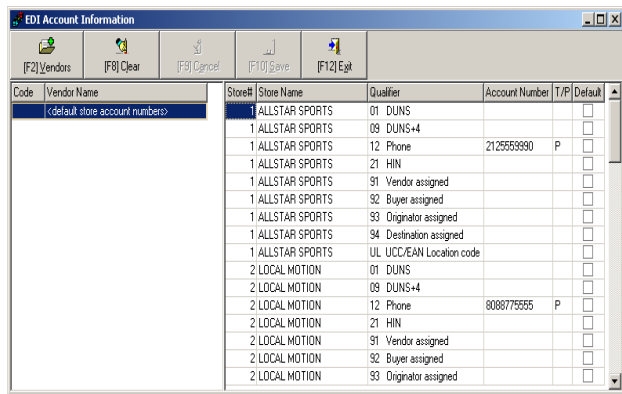 EDI Account Information
[F2] Vendors [F8] Clear [F9] Cancel [F10] Save [F12] Exit
Code Vendor Name
<default store account numbers>
Store# Store Name Qualifier Account Number T/P Default
1 ALLSTAR SPORTS 01 DUNS
1 ALLSTAR SPORTS 09 DUNS+4
1 ALLSTAR SPORTS 12 Phone 2125559990 P
1 ALLSTAR SPORTS 21 HIN
1 ALLSTAR SPORTS 91 Vendor assigned
1 ALLSTAR SPORTS 92 Buyer assigned
1 ALLSTAR SPORTS 93 Originator assigned
1 ALLSTAR SPORTS 94 Destination assigned
1 ALLSTAR SPORTS UL UCC/EAN Location code
2 LOCAL MOTION 01 DUNS
2 LOCAL MOTION 09 DUNS+4
2 LOCAL MOTION 12 Phone 8088775555 P
2 LOCAL MOTION 21 HIN
2 LOCAL MOTION 91 Vendor assigned
2 LOCAL MOTION 92 Buyer assigned
2 LOCAL MOTION 93 Originator assigned